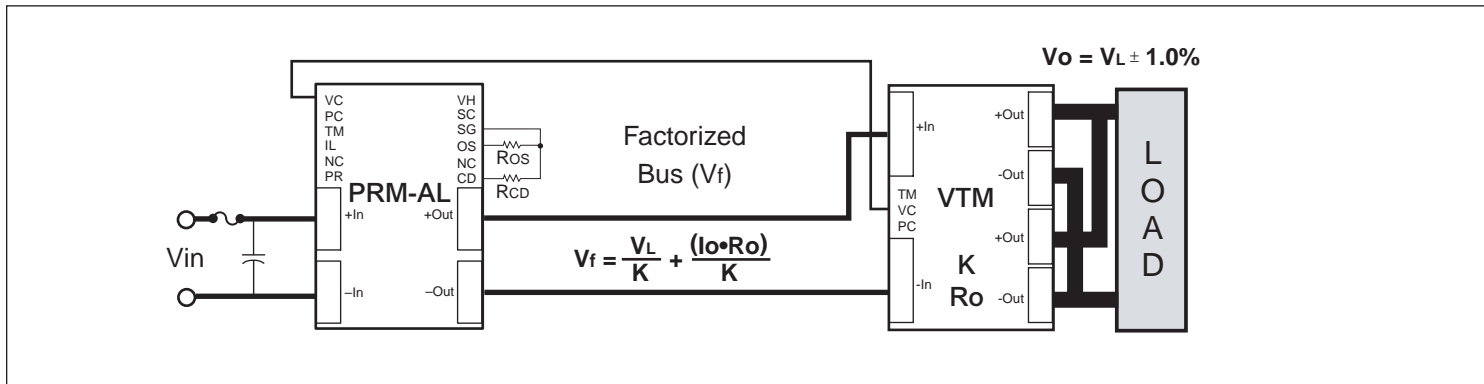 Vo = VL ± 1.0%
VC
PC
TM
IL
NC
PR
VH
SC
SG
OS
NC
CD
ROS
RCD
PRM-AL
+In
+Out
–In
–Out
Vin
Factorized
Bus (Vf)
Vf = VL/K + (Io•Ro)/K
+In
TM
VC
PC
-In
VTM
K
Ro
+Out
-Out
+Out
-Out
LOAD